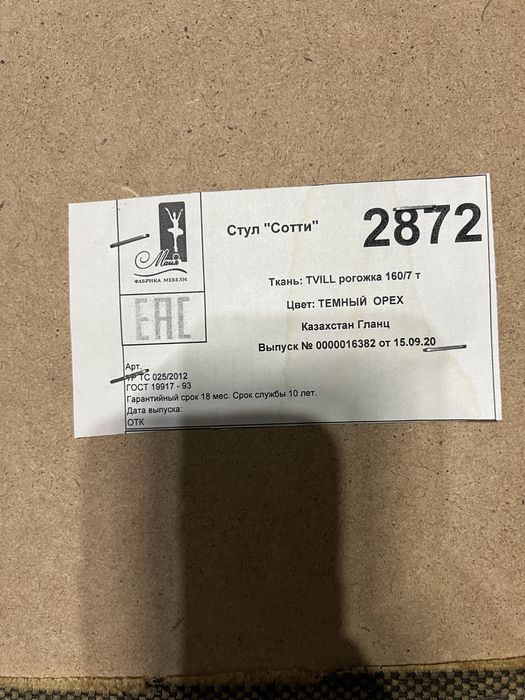 Майя
ФАБРИКА МЕБЕЛИ
EAC
Стул "Сотти"
2872
Ткань: TVILL рогожка 160/7 т
Цвет: ТЕМНЫЙ ОРЕХ
Казахстан Гланц
Выпуск № 0000016382 от 15.09.20
Арт.
ТР ТС 025/2012
ГОСТ 19917 - 93
Гарантийный срок 18 мес. Срок службы 10 лет.
Дата выпуска:
ОТК